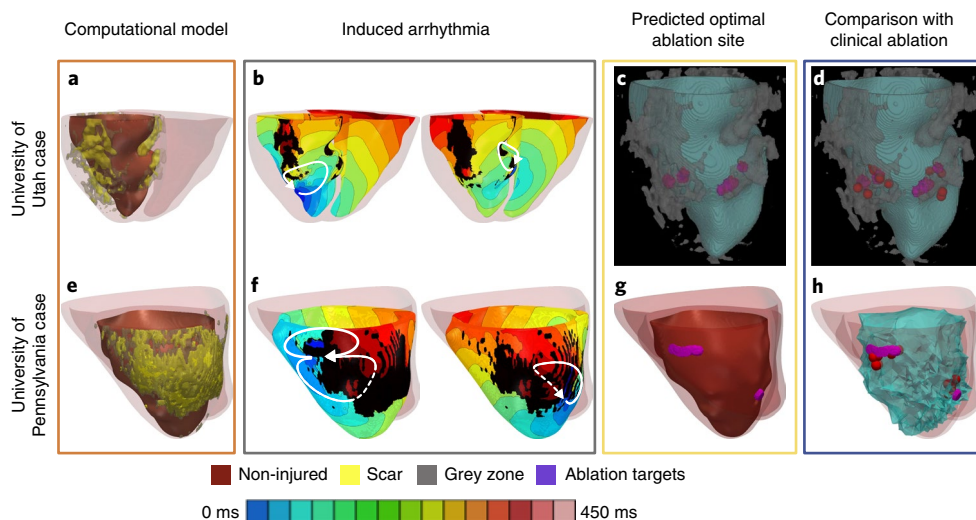 Computational model
Induced arrhythmia
Predicted optimal
ablation site
Comparison with
clinical ablation
University of
Utah case
a
b
c
d
University of
Pennsylvania case
e
f
g
h
Non-injured
Scar
Grey zone
Ablation targets
0 ms
450 ms